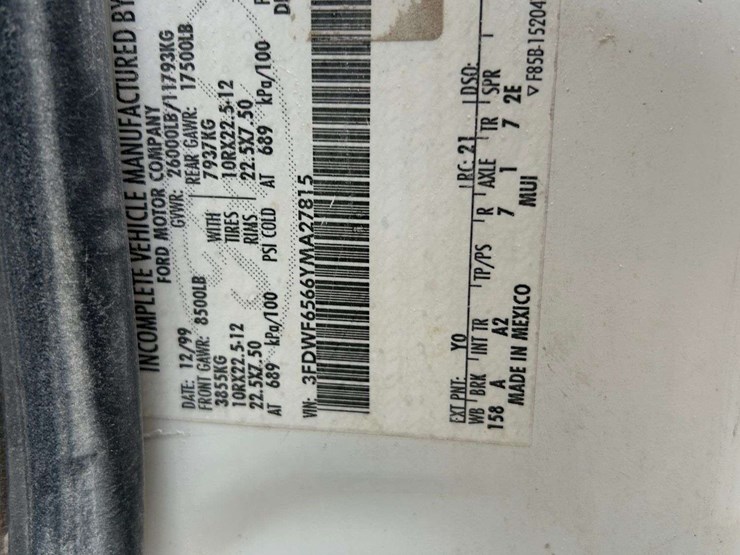 INCOMPLETE VEHICLE MANUFACTURED BY
FORD MOTOR COMPANY
DATE: 12/99 GVWR: 26000LB/11793KG
FRONT GAWR: 8500LB REAR GAWR: 17500LB
3855KG WITH 7937KG
10RX22.5-12 TIRES 10RX22.5-12
22.5X7.50 RIMS 22.5X7.50
AT 689 kPa/100 PSI COLD AT 689 kPa/100
VIN: 3FDWF6566YMA27815
EXT PNT: YO RC: 21 DSO:
WB BRK INT TR TP/PS R AXLE TR SPR
158 A A2 7 1 7 2E
MADE IN MEXICO MUI
▽ F85B-15204